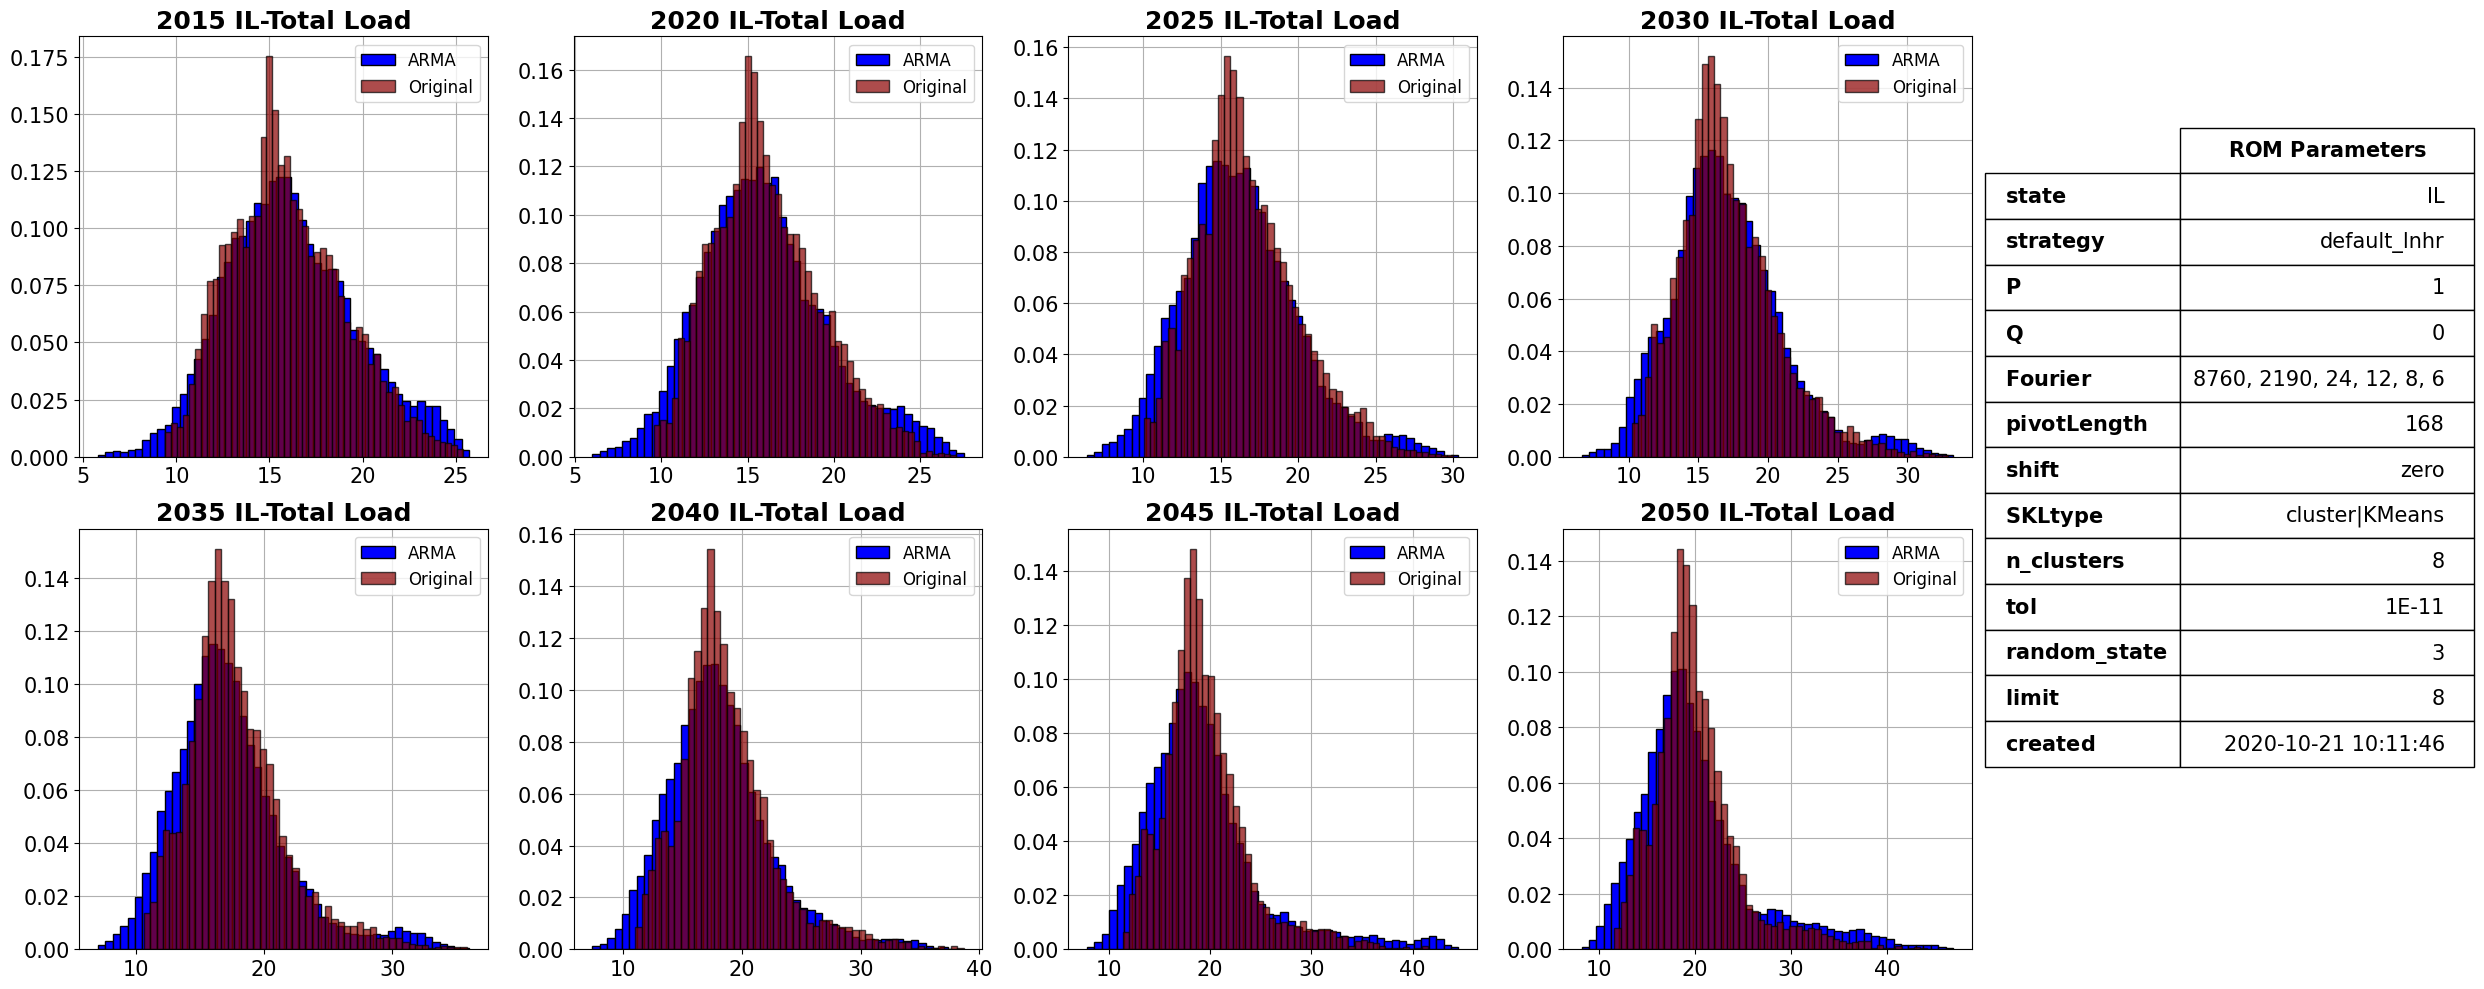 2015 IL-Total Load
0.175
0.150
0.125
0.100
0.075
0.050
0.025
0.000
5 10 15 20 25
ARMA
Original
2020 IL-Total Load
0.16
0.14
0.12
0.10
0.08
0.06
0.04
0.02
0.00
5 10 15 20 25
ARMA
Original
2025 IL-Total Load
0.16
0.14
0.12
0.10
0.08
0.06
0.04
0.02
0.00
10 15 20 25 30
ARMA
Original
2030 IL-Total Load
0.14
0.12
0.10
0.08
0.06
0.04
0.02
0.00
10 15 20 25 30
ARMA
Original
2035 IL-Total Load
0.14
0.12
0.10
0.08
0.06
0.04
0.02
0.00
10 20 30
ARMA
Original
2040 IL-Total Load
0.16
0.14
0.12
0.10
0.08
0.06
0.04
0.02
0.00
10 20 30 40
ARMA
Original
2045 IL-Total Load
0.14
0.12
0.10
0.08
0.06
0.04
0.02
0.00
10 20 30 40
ARMA
Original
2050 IL-Total Load
0.14
0.12
0.10
0.08
0.06
0.04
0.02
0.00
10 20 30 40
ARMA
Original
ROM Parameters
state IL
strategy default_lnhr
P 1
Q 0
Fourier 8760, 2190, 24, 12, 8, 6
pivotLength 168
shift zero
SKLtype cluster|KMeans
n_clusters 8
tol 1E-11
random_state 3
limit 8
created 2020-10-21 10:11:46